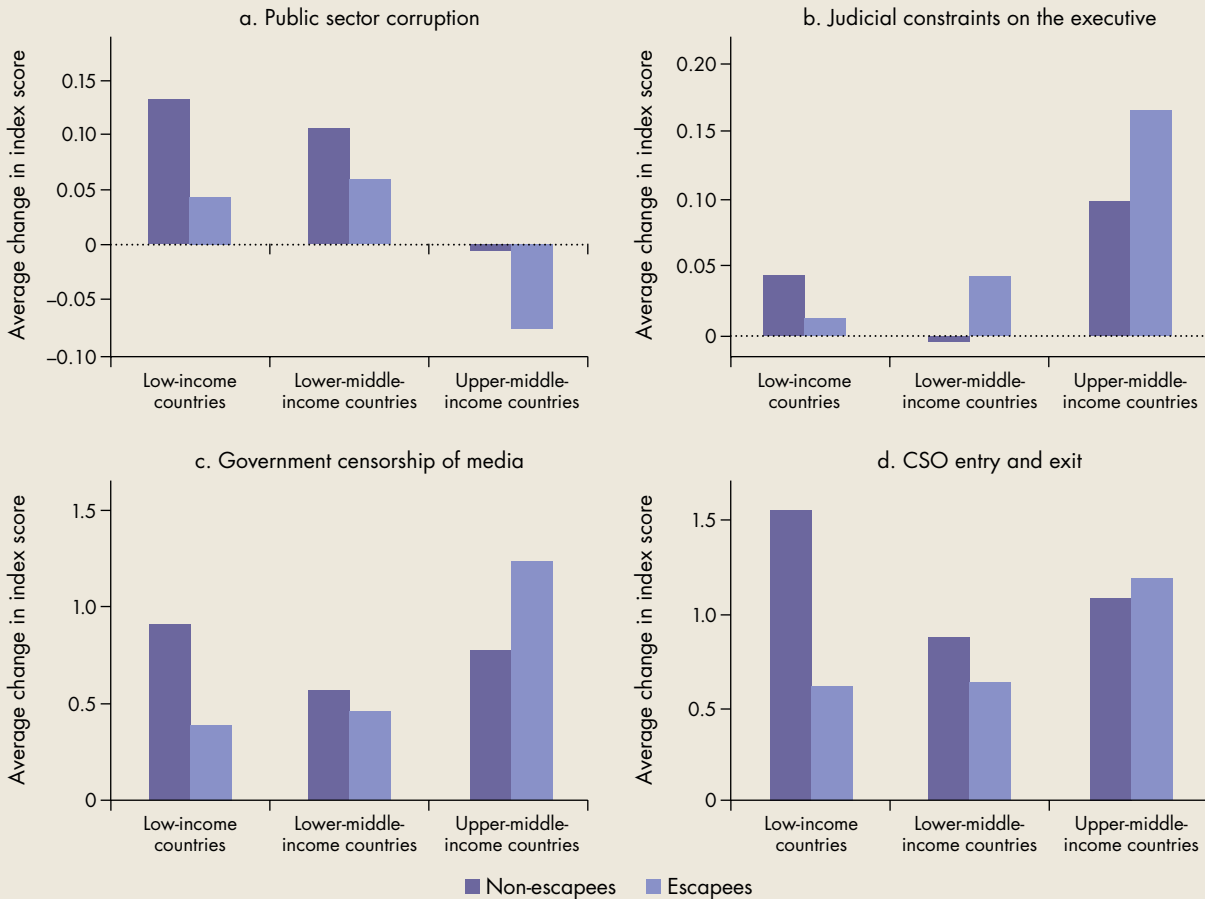 a. Public sector corruption
Average change in index score
0.15
0.10
0.05
0
–0.05
–0.10
Low-income
countries
Lower-middle-
income countries
Upper-middle-
income countries
b. Judicial constraints on the executive
Average change in index score
0.20
0.15
0.10
0.05
0
Low-income
countries
Lower-middle-
income countries
Upper-middle-
income countries
c. Government censorship of media
Average change in index score
1.5
1.0
0.5
0
Low-income
countries
Lower-middle-
income countries
Upper-middle-
income countries
d. CSO entry and exit
Average change in index score
1.5
1.0
0.5
0
Low-income
countries
Lower-middle-
income countries
Upper-middle-
income countries
Non-escapees
Escapees